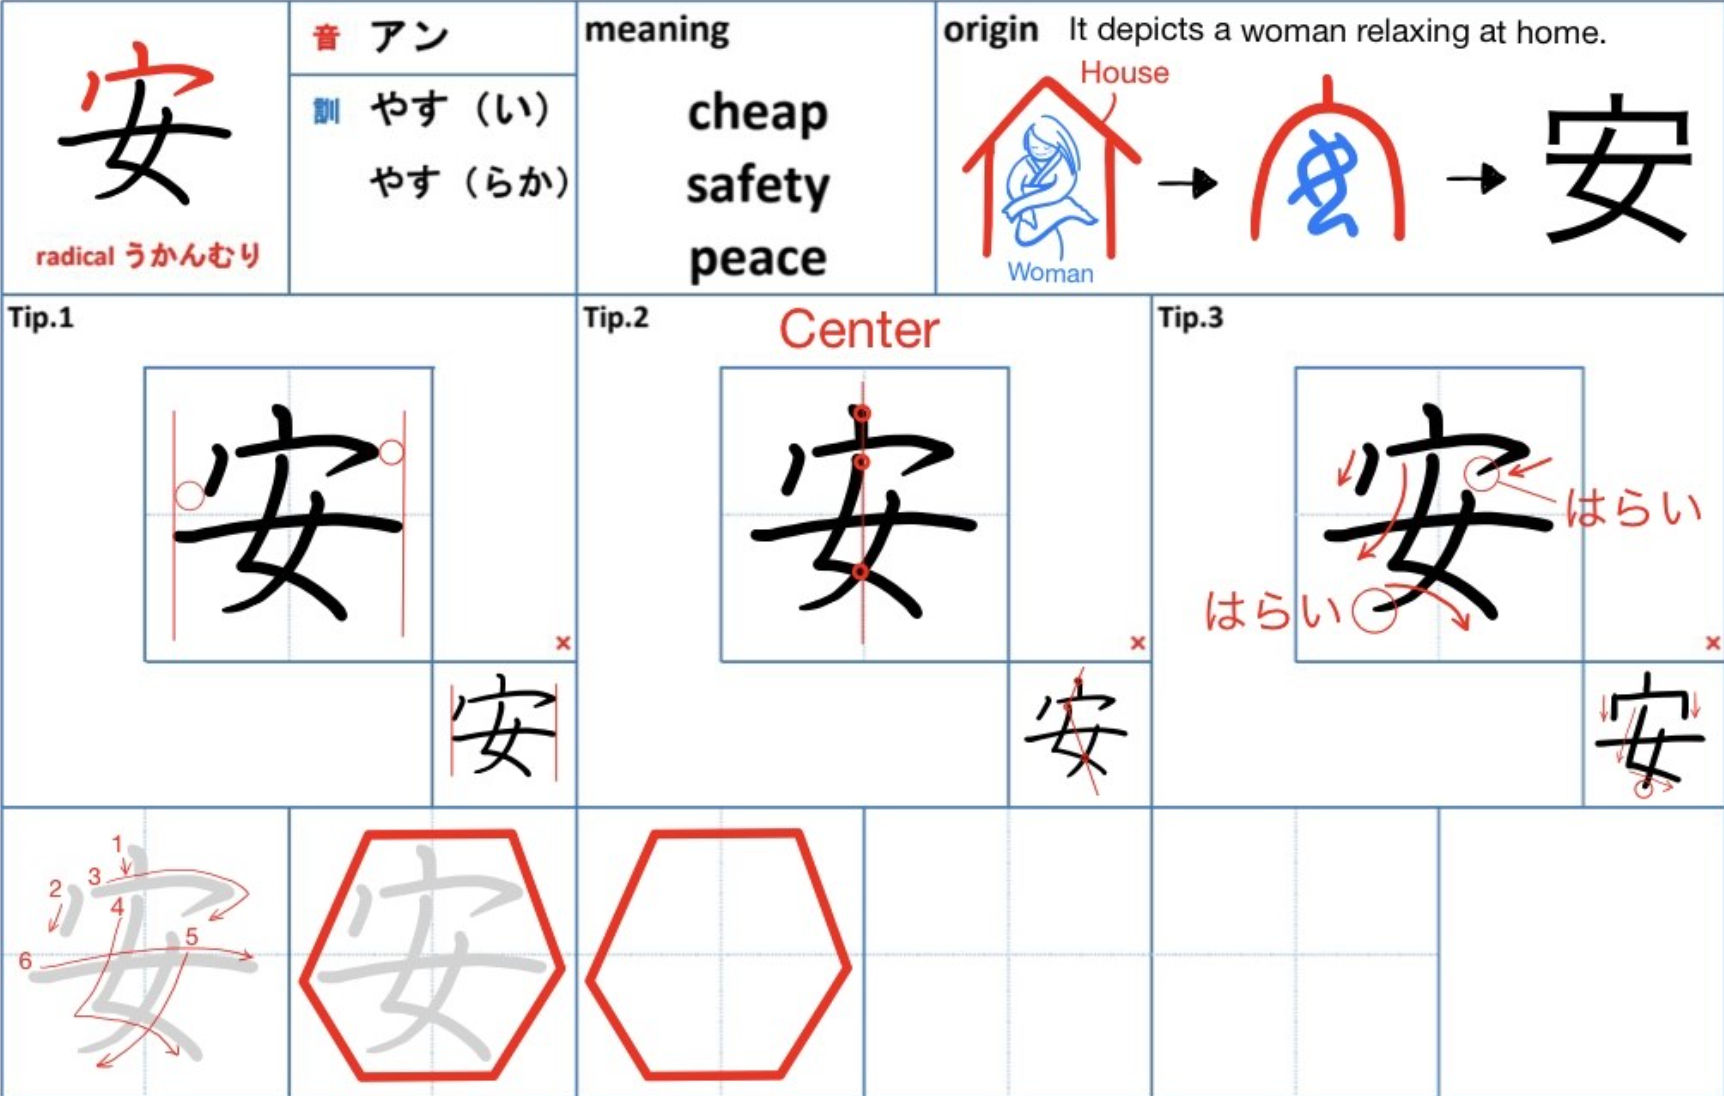 安
radical うかんむり
音 アン
訓 やす（い）
やす（らか）
meaning
cheap
safety
peace
origin It depicts a woman relaxing at home.
House
Woman
安
Tip.1
安
×
安
Tip.2
Center
安
×
安
Tip.3
安
はらい
はらい
×
安
1
2
3
4
5
6
安
安